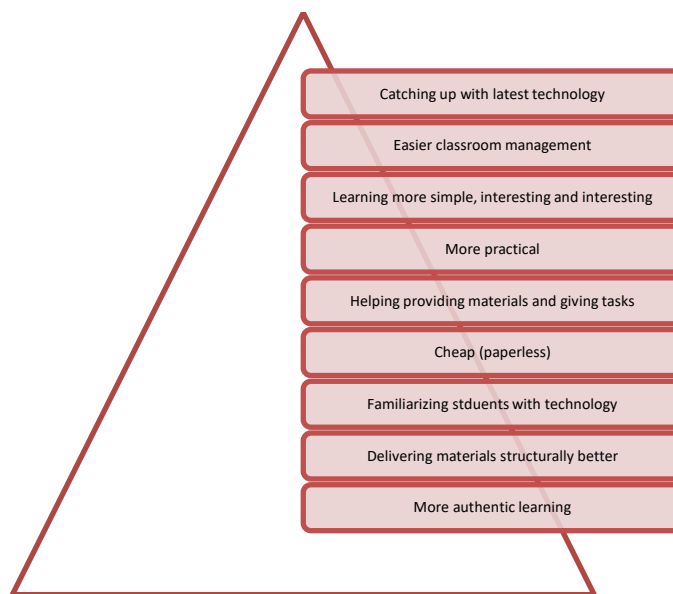 Catching up with latest technology
Easier classroom management
Learning more simple, interesting and interesting
More practical
Helping providing materials and giving tasks
Cheap (paperless)
Familiarizing stduents with technology
Delivering materials structurally better
More authentic learning